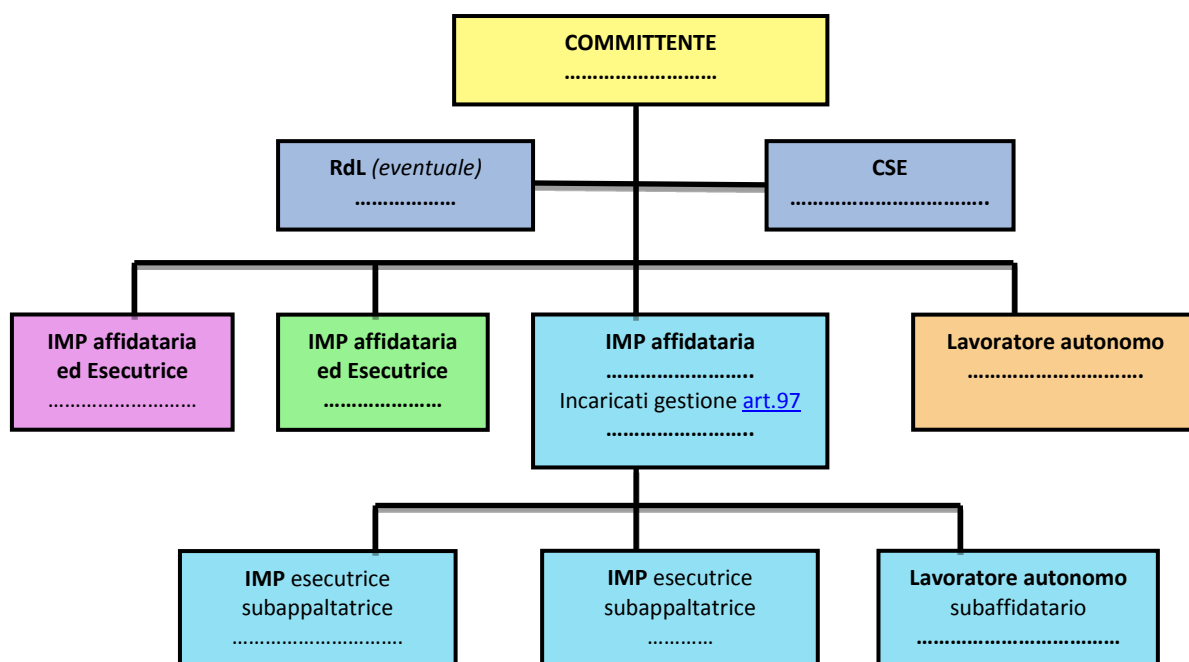 COMMITTENTE
………………………
RdL (eventuale)
………………
CSE
……………………………..
IMP affidataria
ed Esecutrice
………………………
IMP affidataria
ed Esecutrice
…………………
IMP affidataria
……………………..
Incaricati gestione art.97
……………………..
Lavoratore autonomo
………………………….
IMP esecutrice
subappaltatrice
……………………….
IMP esecutrice
subappaltatrice
…………
Lavoratore autonomo
subaffidatario
………………………………